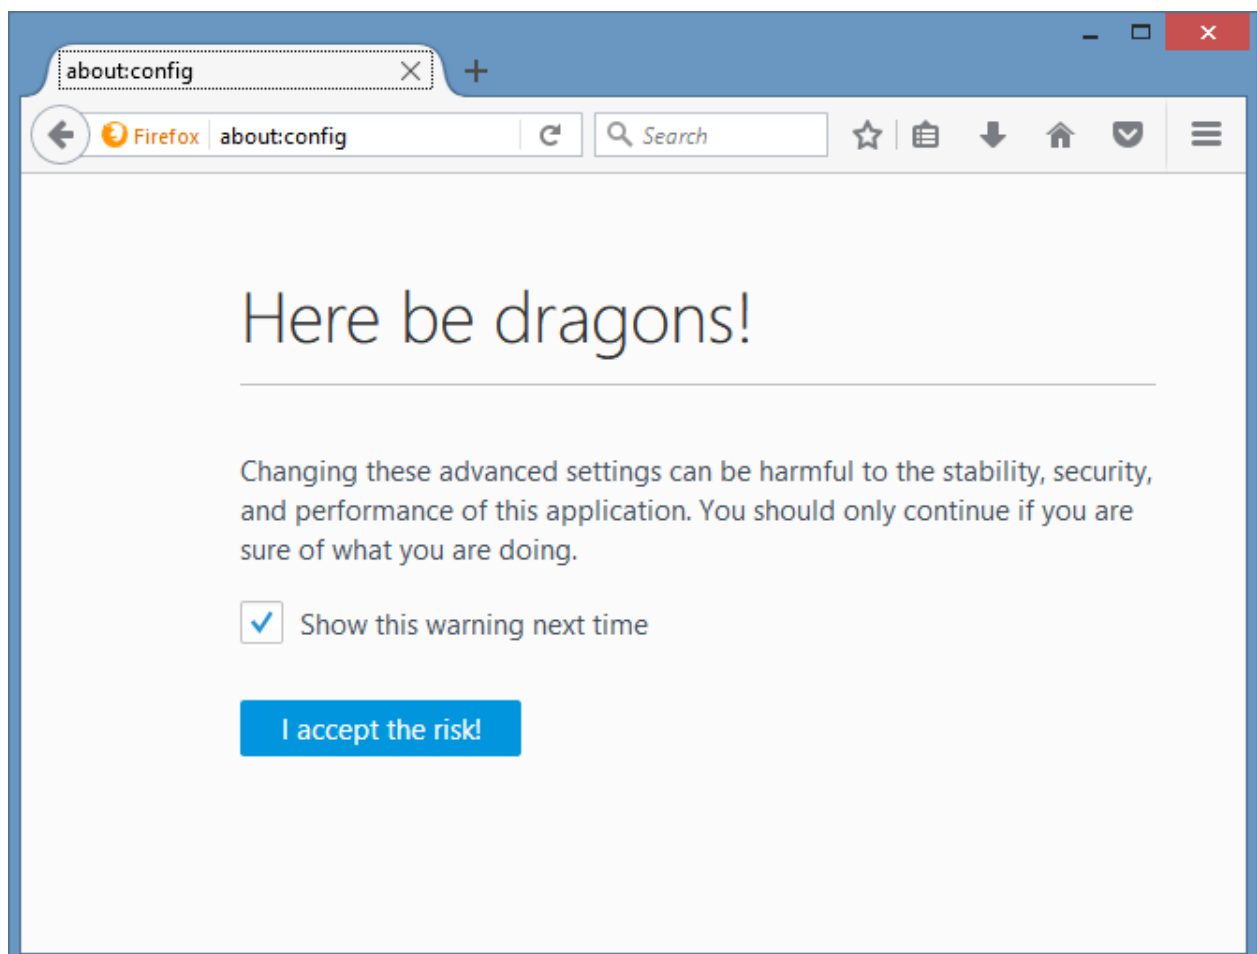 about:config
Firefox about:config Search
Here be dragons!
Changing these advanced settings can be harmful to the stability, security,
and performance of this application. You should only continue if you are
sure of what you are doing.
Show this warning next time
I accept the risk!